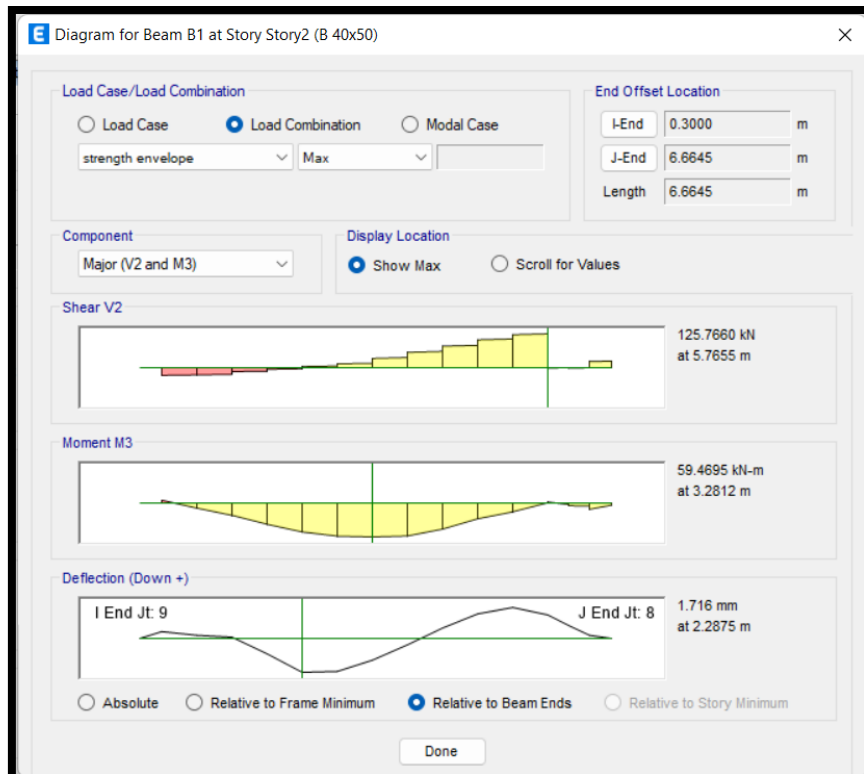 E Diagram for Beam B1 at Story Story2 (B 40x50)
Load Case/Load Combination
Load Case Load Combination Modal Case
strength envelope Max
End Offset Location
I-End 0.3000 m
J-End 6.6645 m
Length 6.6645 m
Component
Major (V2 and M3)
Display Location
Show Max Scroll for Values
Shear V2
125.7660 kN
at 5.7655 m
Moment M3
59.4695 kN-m
at 3.2812 m
Deflection (Down +)
I End Jt: 9 J End Jt: 8
1.716 mm
at 2.2875 m
Absolute Relative to Frame Minimum Relative to Beam Ends Relative to Story Minimum
Done